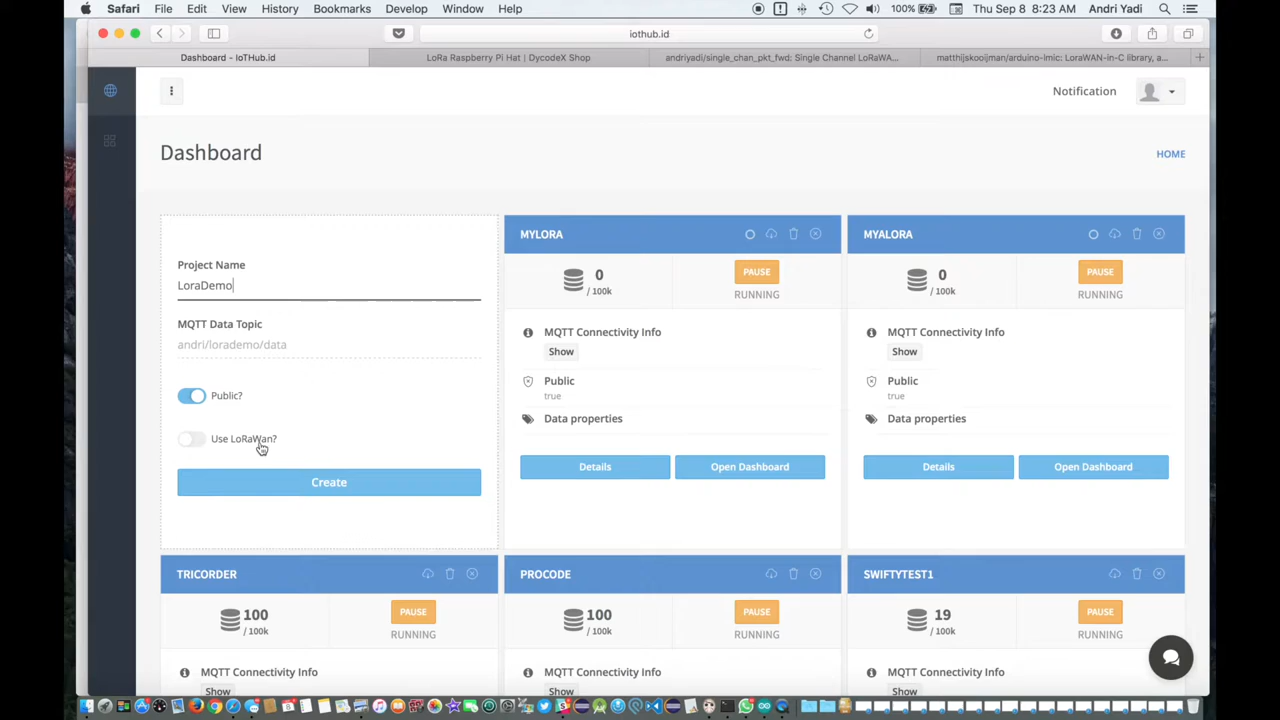 Safari File Edit View History Bookmarks Develop Window Help 100% Thu Sep 8 8:23 AM Andri Yadi
iothub.id
Dashboard - IoTHub.id LoRa Raspberry Pi Hat | DycodeX Shop andriyadi/single_chan_pkt_fwd: Single Channel LoRaWA... matthijskooijman/arduino-lmic: LoraWAN-in-C library, a...
Notification
Dashboard
HOME
Project Name
LoraDemo
MQTT Data Topic
andri/lorademo/data
Public?
Use LoRaWan?
Create
MYLORA
0
/ 100k
PAUSE
RUNNING
MQTT Connectivity Info
Show
Public
true
Data properties
Details Open Dashboard
MYALORA
0
/ 100k
PAUSE
RUNNING
MQTT Connectivity Info
Show
Public
true
Data properties
Details Open Dashboard
TRICORDER
100
/ 100k
PAUSE
RUNNING
MQTT Connectivity Info
Show
PROCODE
100
/ 100k
PAUSE
RUNNING
MQTT Connectivity Info
Show
SWIFTYTEST1
19
/ 100k
PAUSE
RUNNING
MQTT Connectivity Info
Show